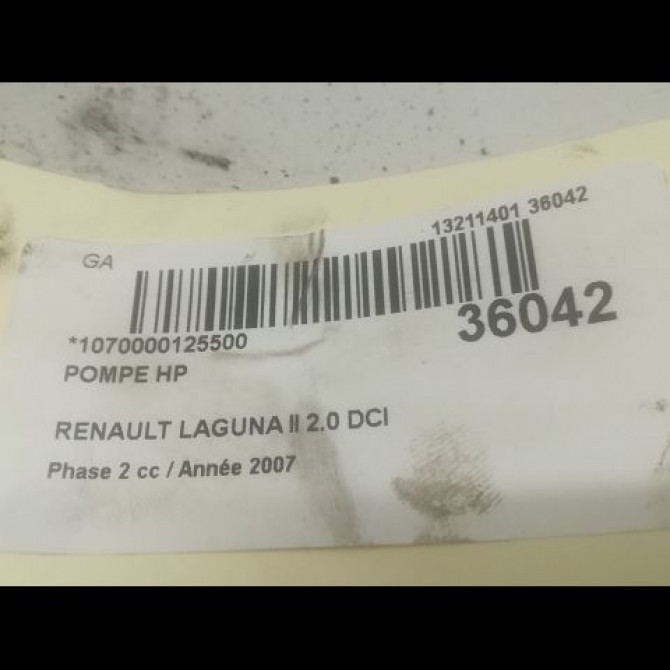 13211401 36042
GA
36042
*1070000125500
POMPE HP
RENAULT LAGUNA II 2.0 DCI
Phase 2 cc / Année 2007